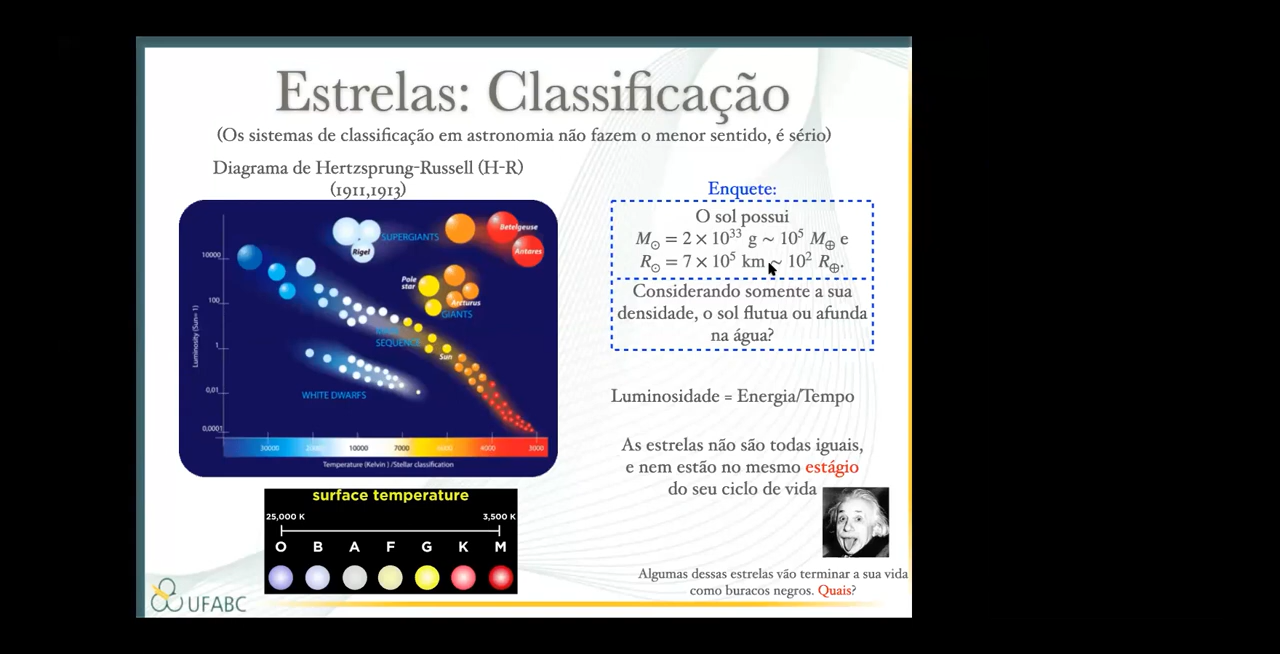 Estrelas: Classificação
(Os sistemas de classificação em astronomia não fazem o menor sentido, é sério)
Diagrama de Hertzsprung-Russell (H-R)
(1911,1913)
Luminosity (Sun= 1)
10000
100
1
0,01
0,0001
Rigel
SUPERGIANTS
Betelgeuse
Antares
Pole
star
Arcturus
GIANTS
SEQUENCE
Sun
WHITE DWARFS
30000
10000
7000
4000
3000
Temperature (Kelvin) /Stellar classification
surface temperature
25,000 K
3,500 K
O B A F G K M
UFABC
Enquete:
O sol possui
M⊙ = 2 × 10³³ g ~ 10⁵ M⊕ e
R⊙ = 7 × 10⁵ km ~ 10² R⊕.
Considerando somente a sua
densidade, o sol flutua ou afunda
na água?
Luminosidade = Energia/Tempo
As estrelas não são todas iguais,
e nem estão no mesmo estágio
do seu ciclo de vida
Algumas dessas estrelas vão terminar a sua vida
como buracos negros. Quais?